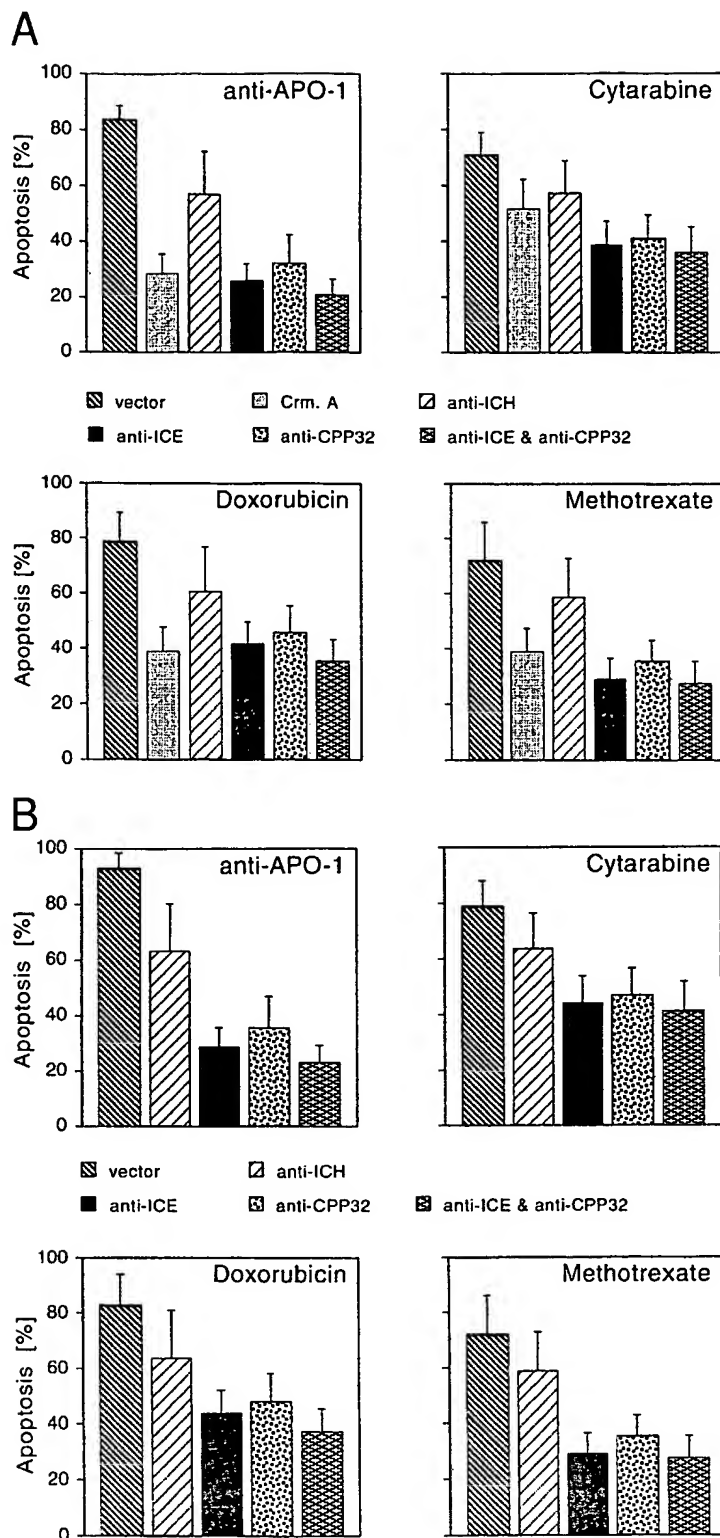 A
anti-APO-1
Cytarabine
Apoptosis [%]
100
80
60
40
20
0
vector
Crm. A
anti-ICH
anti-ICE
anti-CPP32
anti-ICE & anti-CPP32
Doxorubicin
Methotrexate
Apoptosis [%]
100
80
60
40
20
0
B
anti-APO-1
Cytarabine
Apoptosis [%]
100
80
60
40
20
0
vector
anti-ICH
anti-ICE
anti-CPP32
anti-ICE & anti-CPP32
Doxorubicin
Methotrexate
Apoptosis [%]
100
80
60
40
20
0